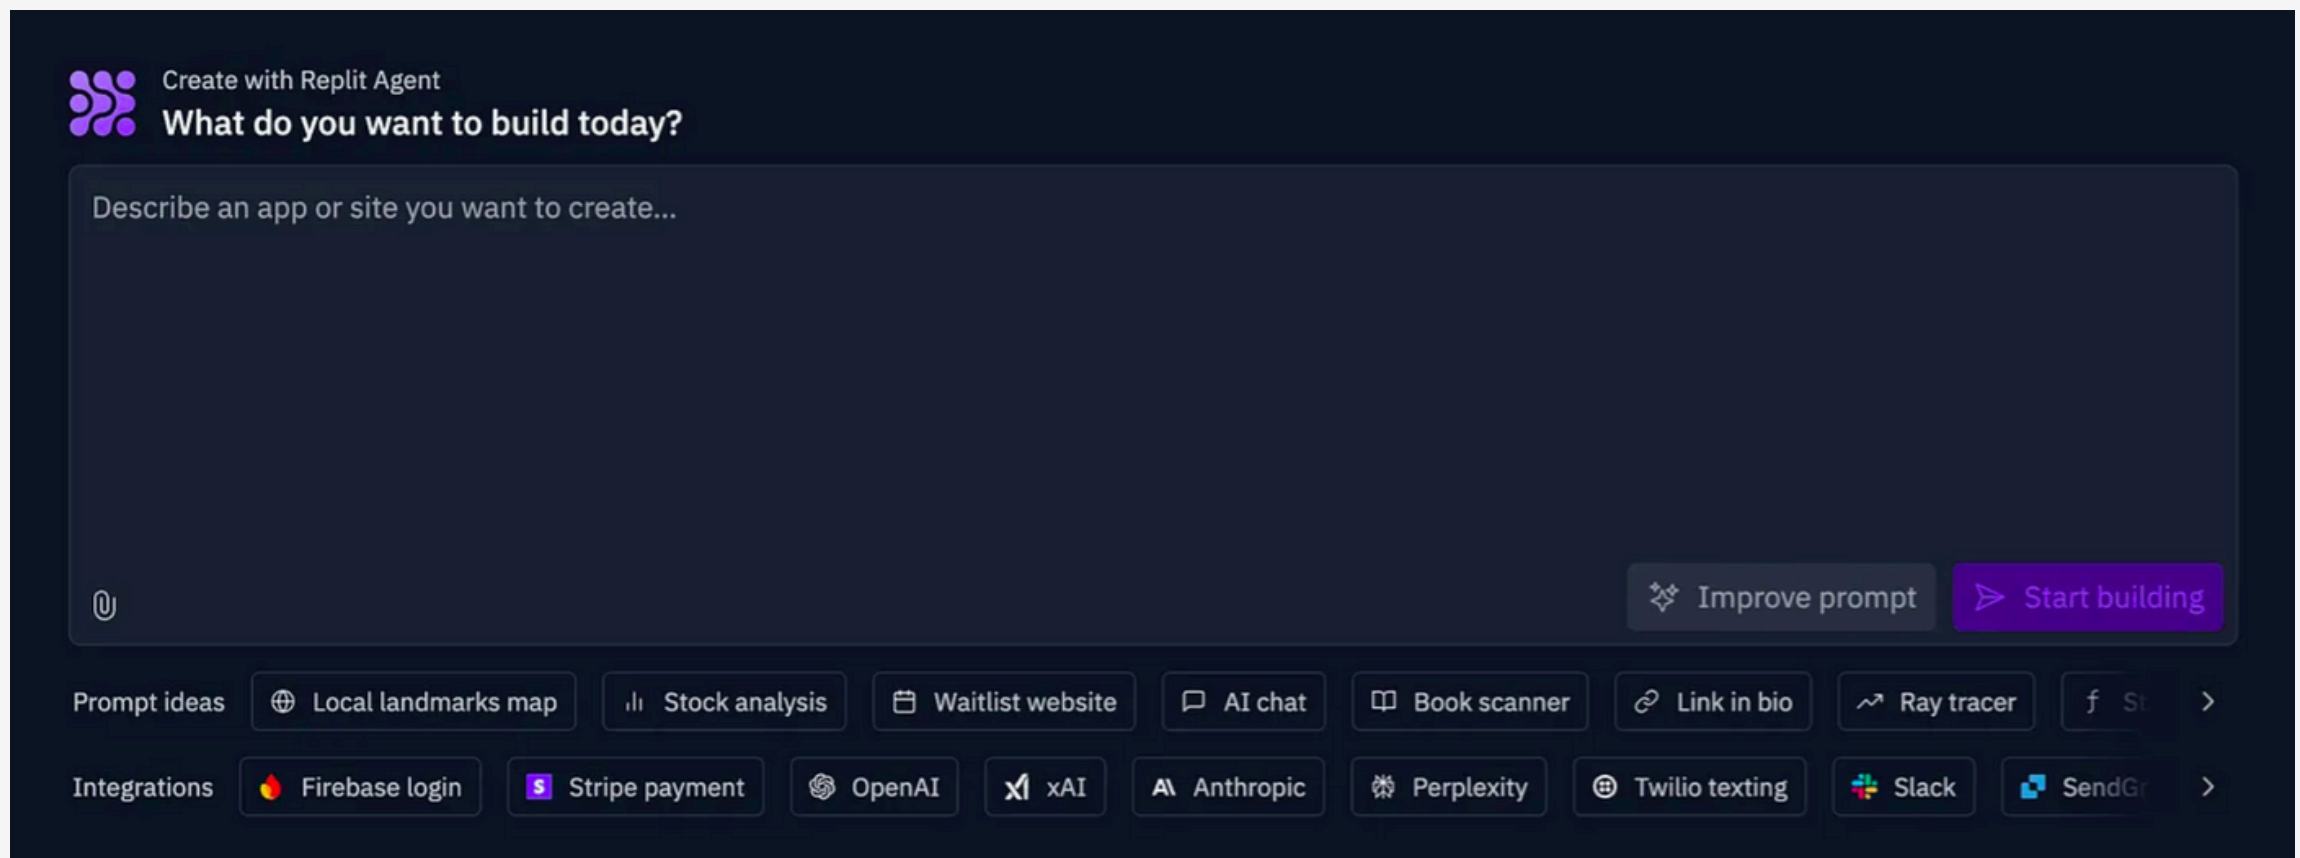 Create with Replit Agent
What do you want to build today?
Describe an app or site you want to create...
Improve prompt
Start building
Prompt ideas
Local landmarks map
Stock analysis
Waitlist website
AI chat
Book scanner
Link in bio
Ray tracer
Integrations
Firebase login
Stripe payment
OpenAI
xAI
Anthropic
Perplexity
Twilio texting
Slack
SendGr